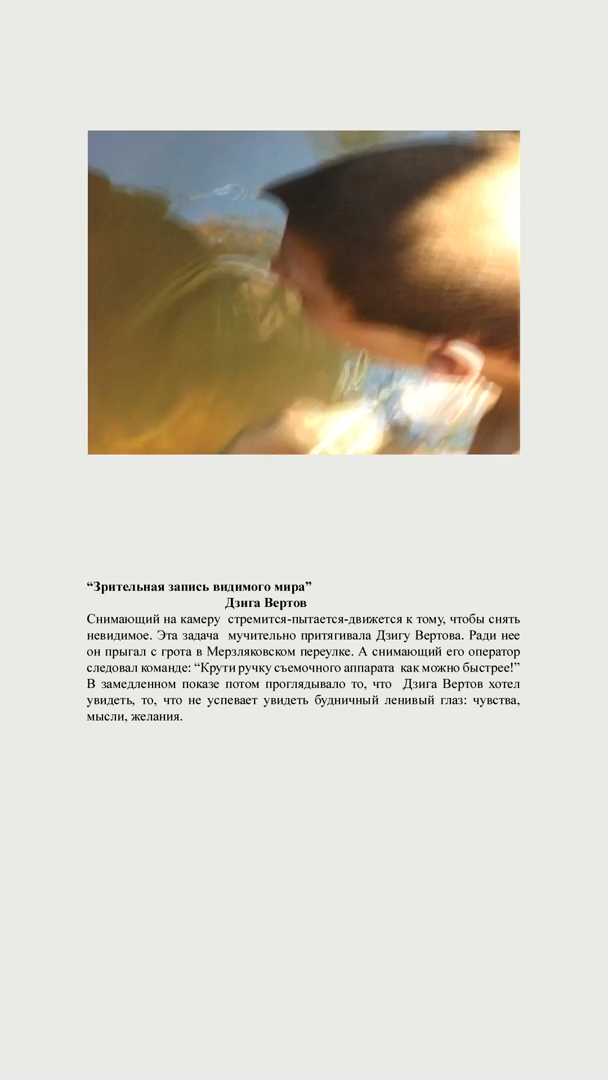 “Зрительная запись видимого мира”
Дзига Вертов
Снимающий на камеру стремится-пытается-движется к тому, чтобы снять
невидимое. Эта задача мучительно притягивала Дзигу Вертова. Ради нее
он прыгал с грота в Мерзляковском переулке. А снимающий его оператор
следовал команде: “Крути ручку съемочного аппарата как можно быстрее!”
В замедленном показе потом проглядывало то, что Дзига Вертов хотел
увидеть, то, что не успевает увидеть будничный ленивый глаз: чувства,
мысли, желания.